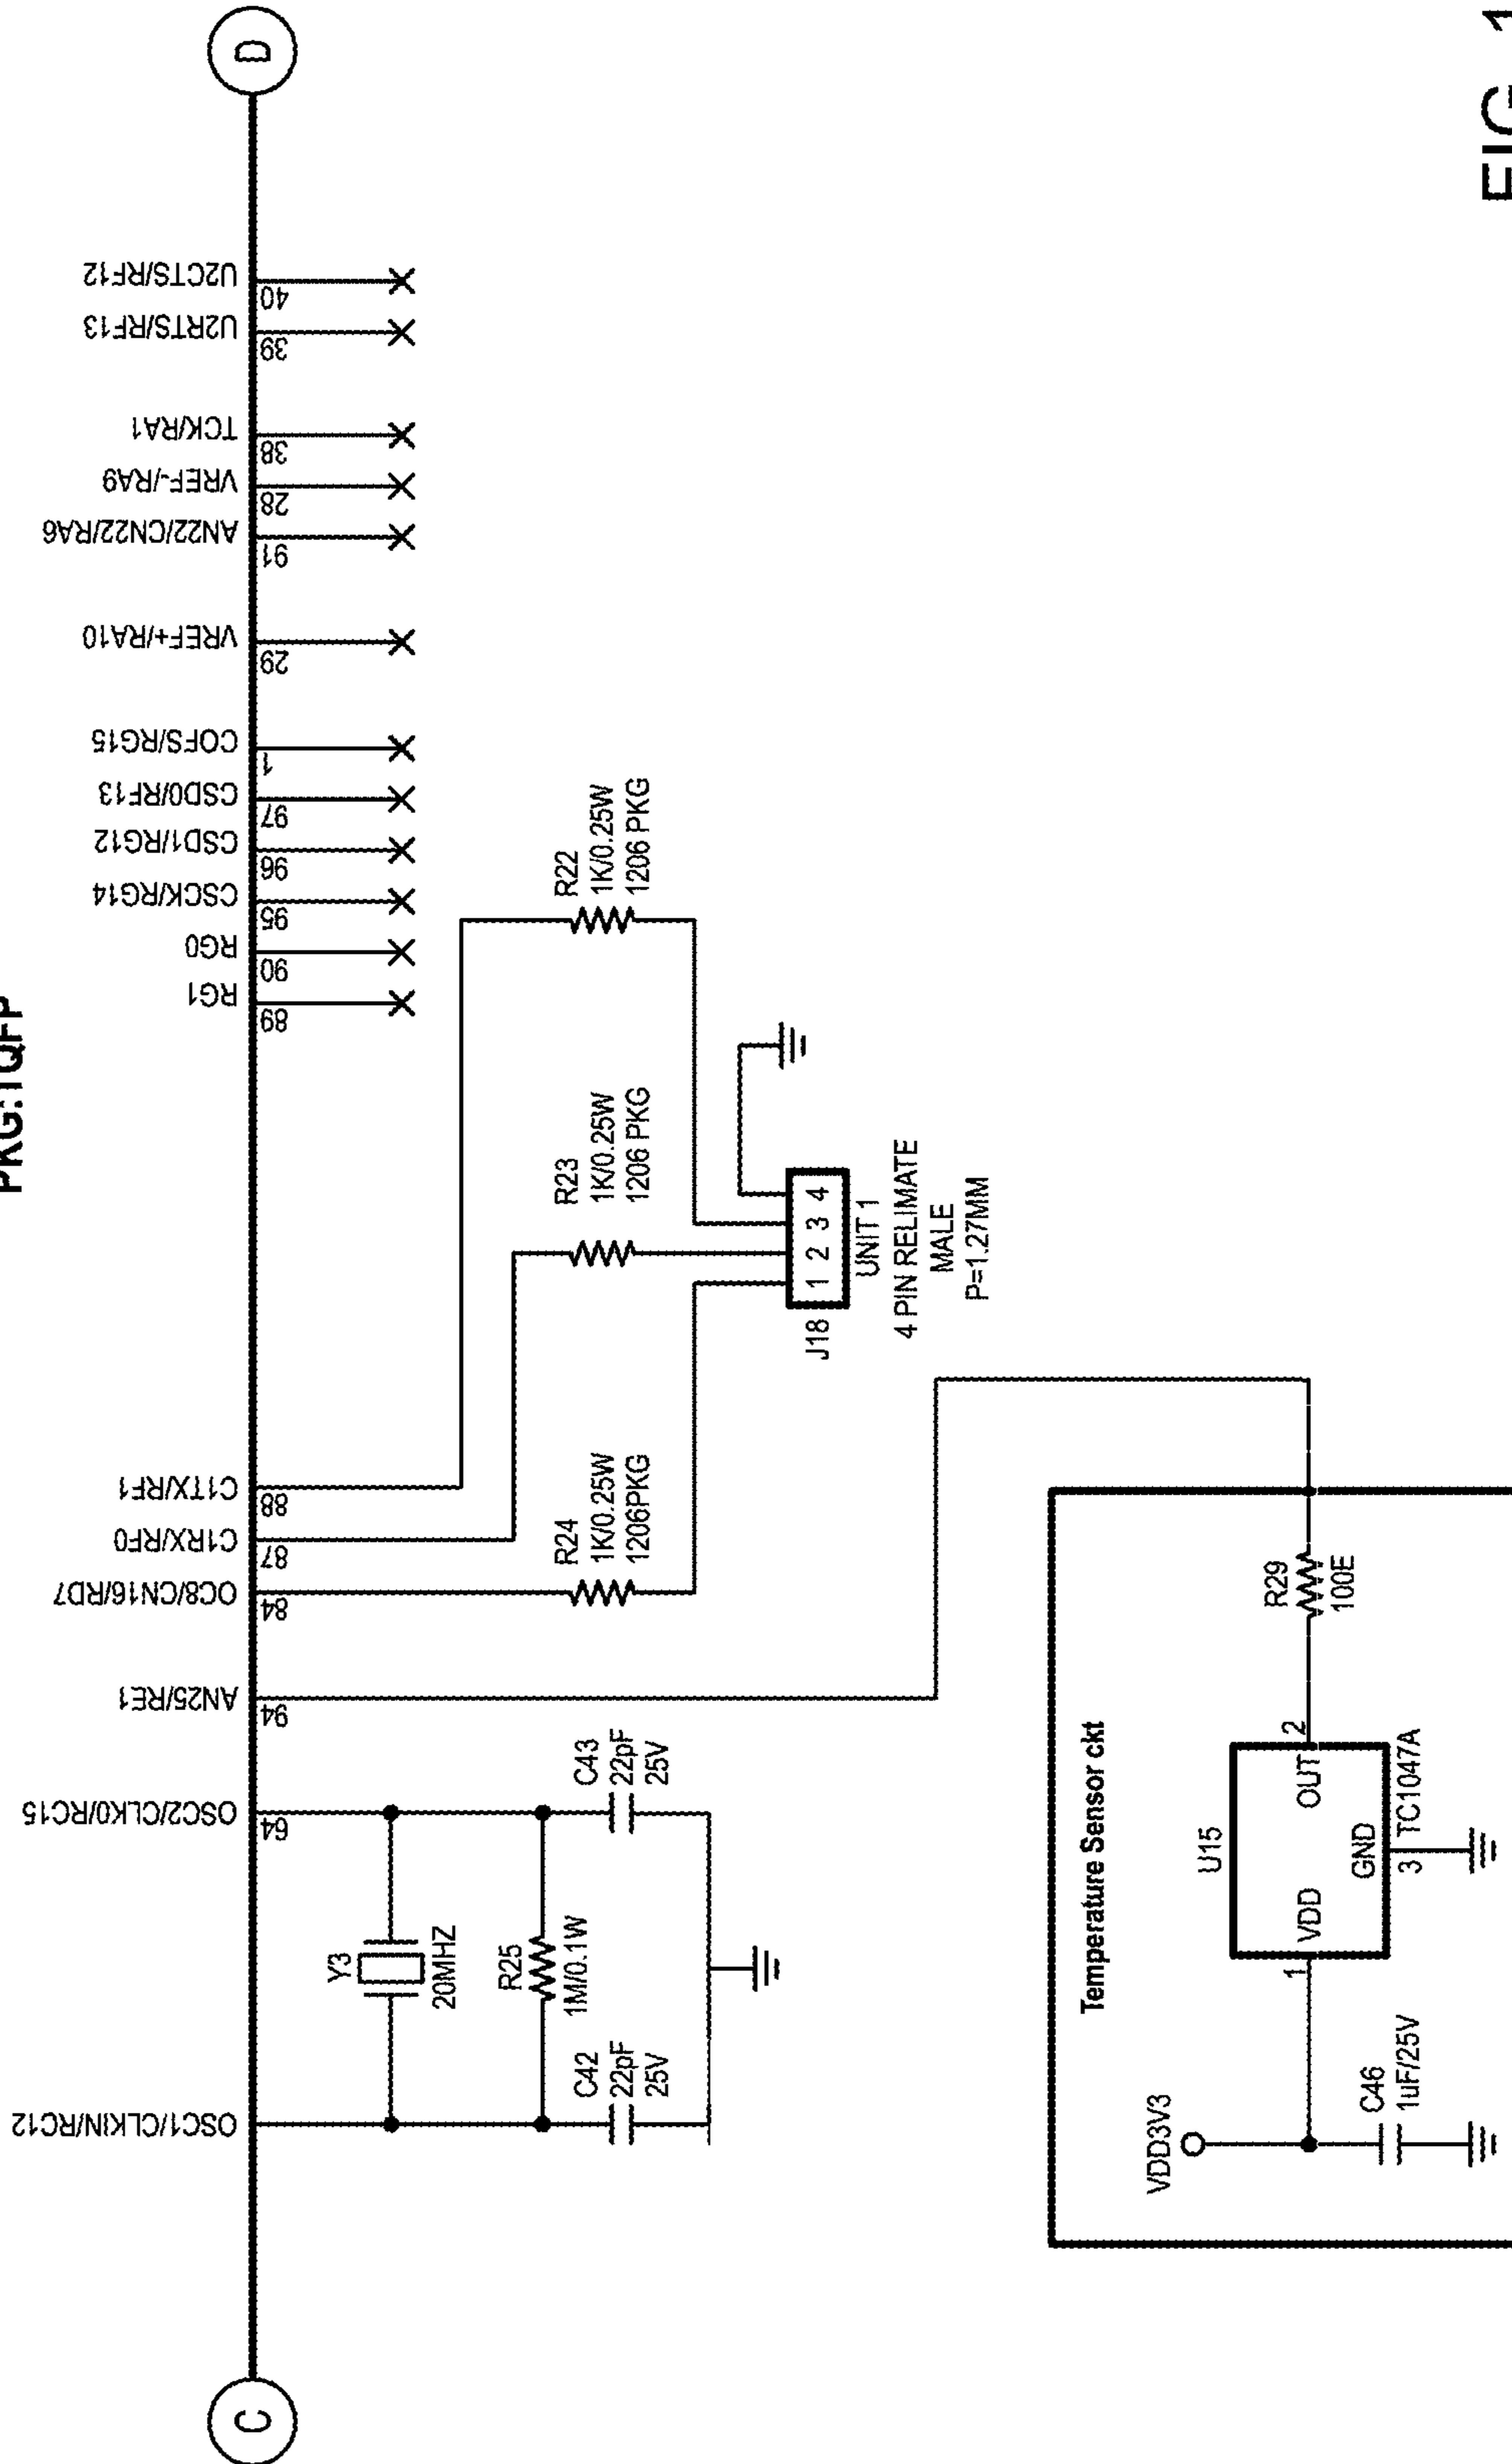 PKG:TQFP
C
D
OSC1/CLKIN/RC12
OSC2/CLK0/RC15
64
AN25/RE1
94
OC8/CN16/RD7
84
C1RX/RF0
87
C1TX/RF1
88
RG1
89
RG0
90
CSCK/RG14
95
CSD1/RG12
96
CSD0/RF13
97
COFS/RG15
1
VREF+/RA10
29
AN22/CN22/RA6
91
VREF-/RA9
28
TCK/RA1
38
U2RTS/RF13
39
U2CTS/RF12
40
Y3
20MHZ
R25
1M/0.1W
C42
22pF
25V
C43
22pF
25V
R24
1K/0.25W
1206PKG
R23
1K/0.25W
1206 PKG
R22
1K/0.25W
1206 PKG
J18
1 2 3 4
UNIT 1
4 PIN RELIMATE
MALE
P=1.27MM
Temperature Sensor ckt
VDD3V3
C46
1uF/25V
U15
1
VDD
OUT
2
GND
3
TC1047A
R29
100E
FIG. 1